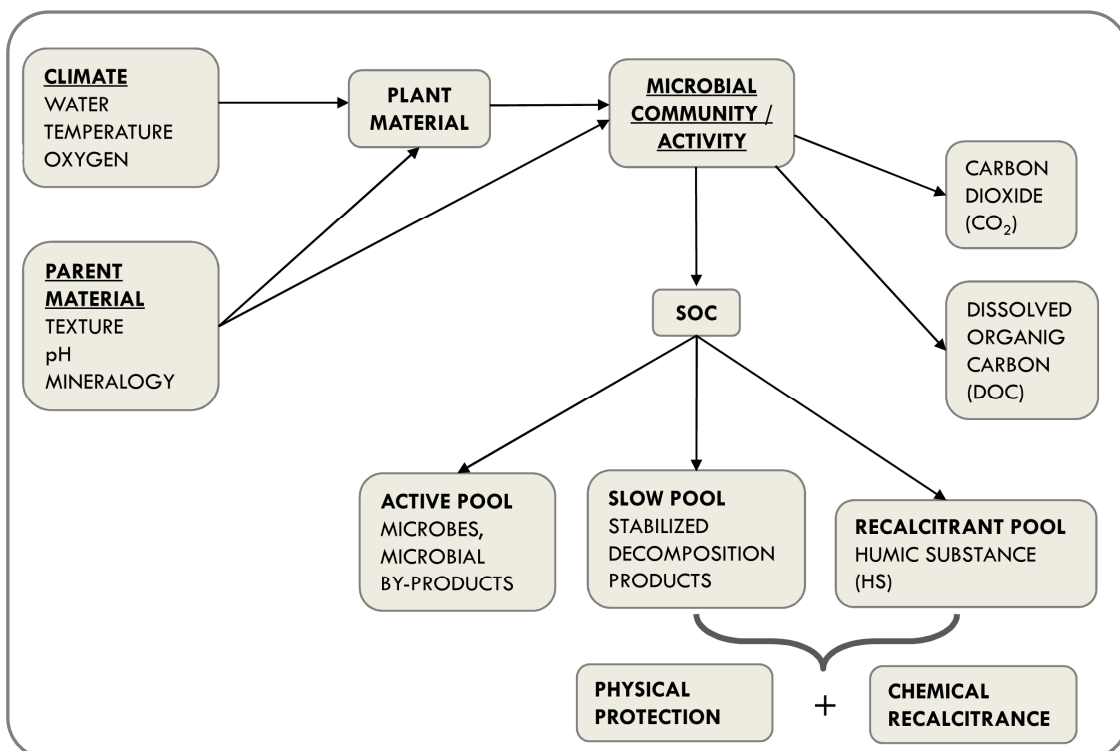 CLIMATE
WATER
TEMPERATURE
OXYGEN
PLANT
MATERIAL
MICROBIAL
COMMUNITY /
ACTIVITY
CARBON
DIOXIDE
(CO₂)
PARENT
MATERIAL
TEXTURE
pH
MINERALOGY
SOC
DISSOLVED
ORGANIG
CARBON
(DOC)
ACTIVE POOL
MICROBES,
MICROBIAL
BY-PRODUCTS
SLOW POOL
STABILIZED
DECOMPOSITION
PRODUCTS
RECALCITRANT POOL
HUMIC SUBSTANCE
(HS)
PHYSICAL
PROTECTION
+
CHEMICAL
RECALCITRANCE